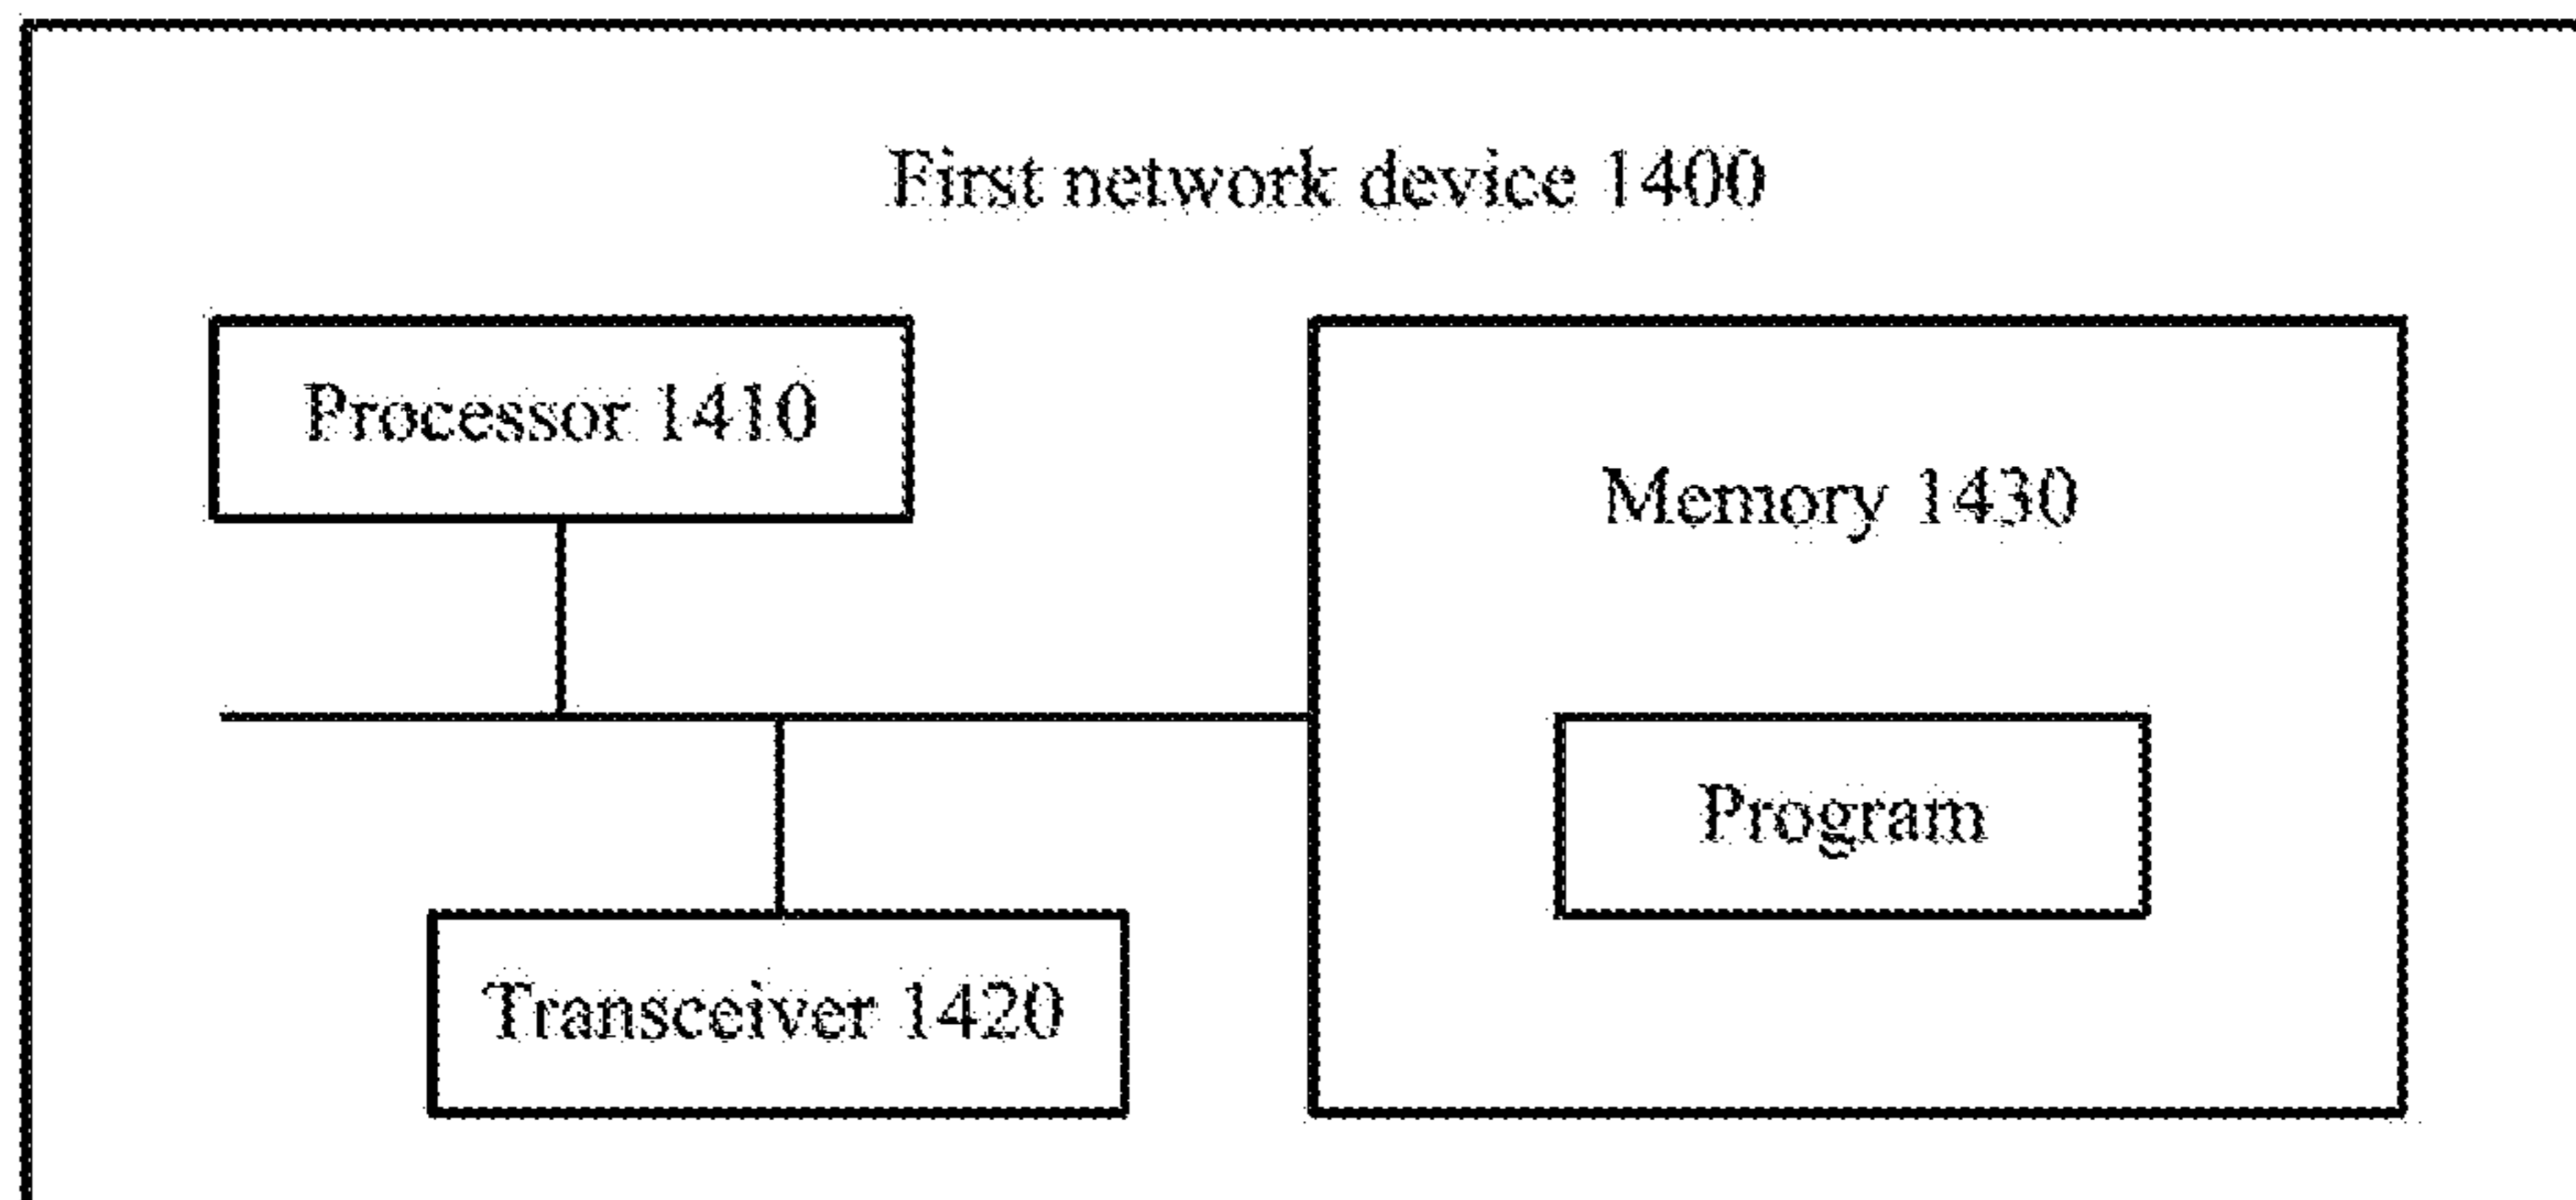 First network device 1400
Processor 1410
Memory 1430
Program
Transceiver 1420